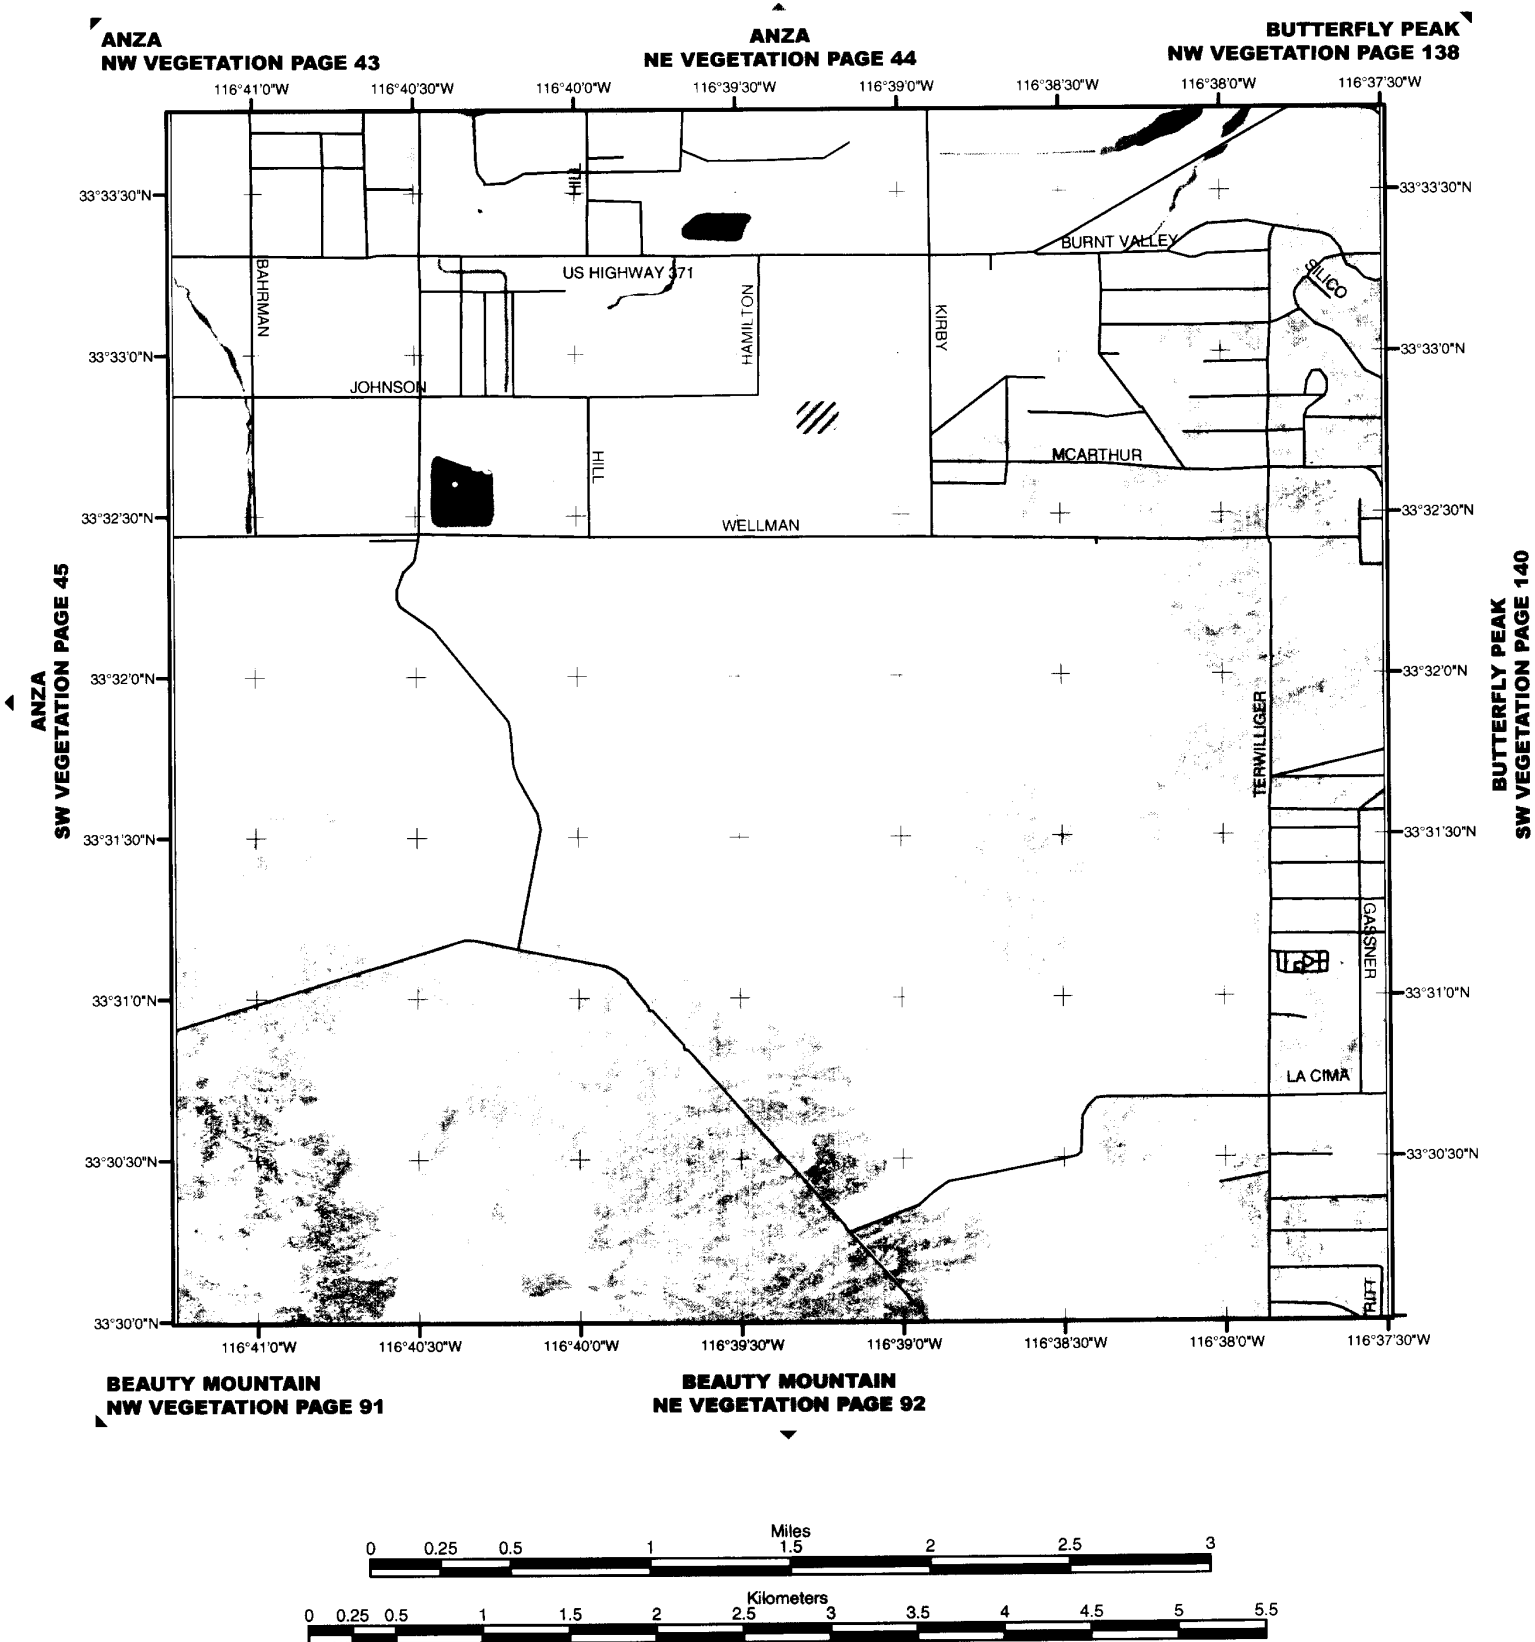 ANZA
NW VEGETATION PAGE 43
ANZA
NE VEGETATION PAGE 44
BUTTERFLY PEAK
NW VEGETATION PAGE 138
116°41'0"W
116°40'30"W
116°40'0"W
116°39'30"W
116°39'0"W
116°38'30"W
116°38'0"W
116°37'30"W
33°33'30"N
HILL
33°33'30"N
BURNT VALLEY
US HIGHWAY 371
SILICO
BAHRMAN
HAMILTON
KIRBY
33°33'0"N
33°33'0"N
JOHNSON
MCARTHUR
HILL
33°32'30"N
WELLMAN
33°32'30"N
ANZA
SW VEGETATION PAGE 45
BUTTERFLY PEAK
SW VEGETATION PAGE 140
33°32'0"N
33°32'0"N
TERWILLIGER
33°31'30"N
33°31'30"N
GASSNER
33°31'0"N
33°31'0"N
LA CIMA
33°30'30"N
33°30'30"N
33°30'0"N
116°41'0"W
116°40'30"W
116°40'0"W
116°39'30"W
116°39'0"W
116°38'30"W
116°38'0"W
116°37'30"W
BEAUTY MOUNTAIN
NW VEGETATION PAGE 91
BEAUTY MOUNTAIN
NE VEGETATION PAGE 92
Miles
0 0.25 0.5 1 1.5 2 2.5 3
Kilometers
0 0.25 0.5 1 1.5 2 2.5 3 3.5 4 4.5 5 5.5